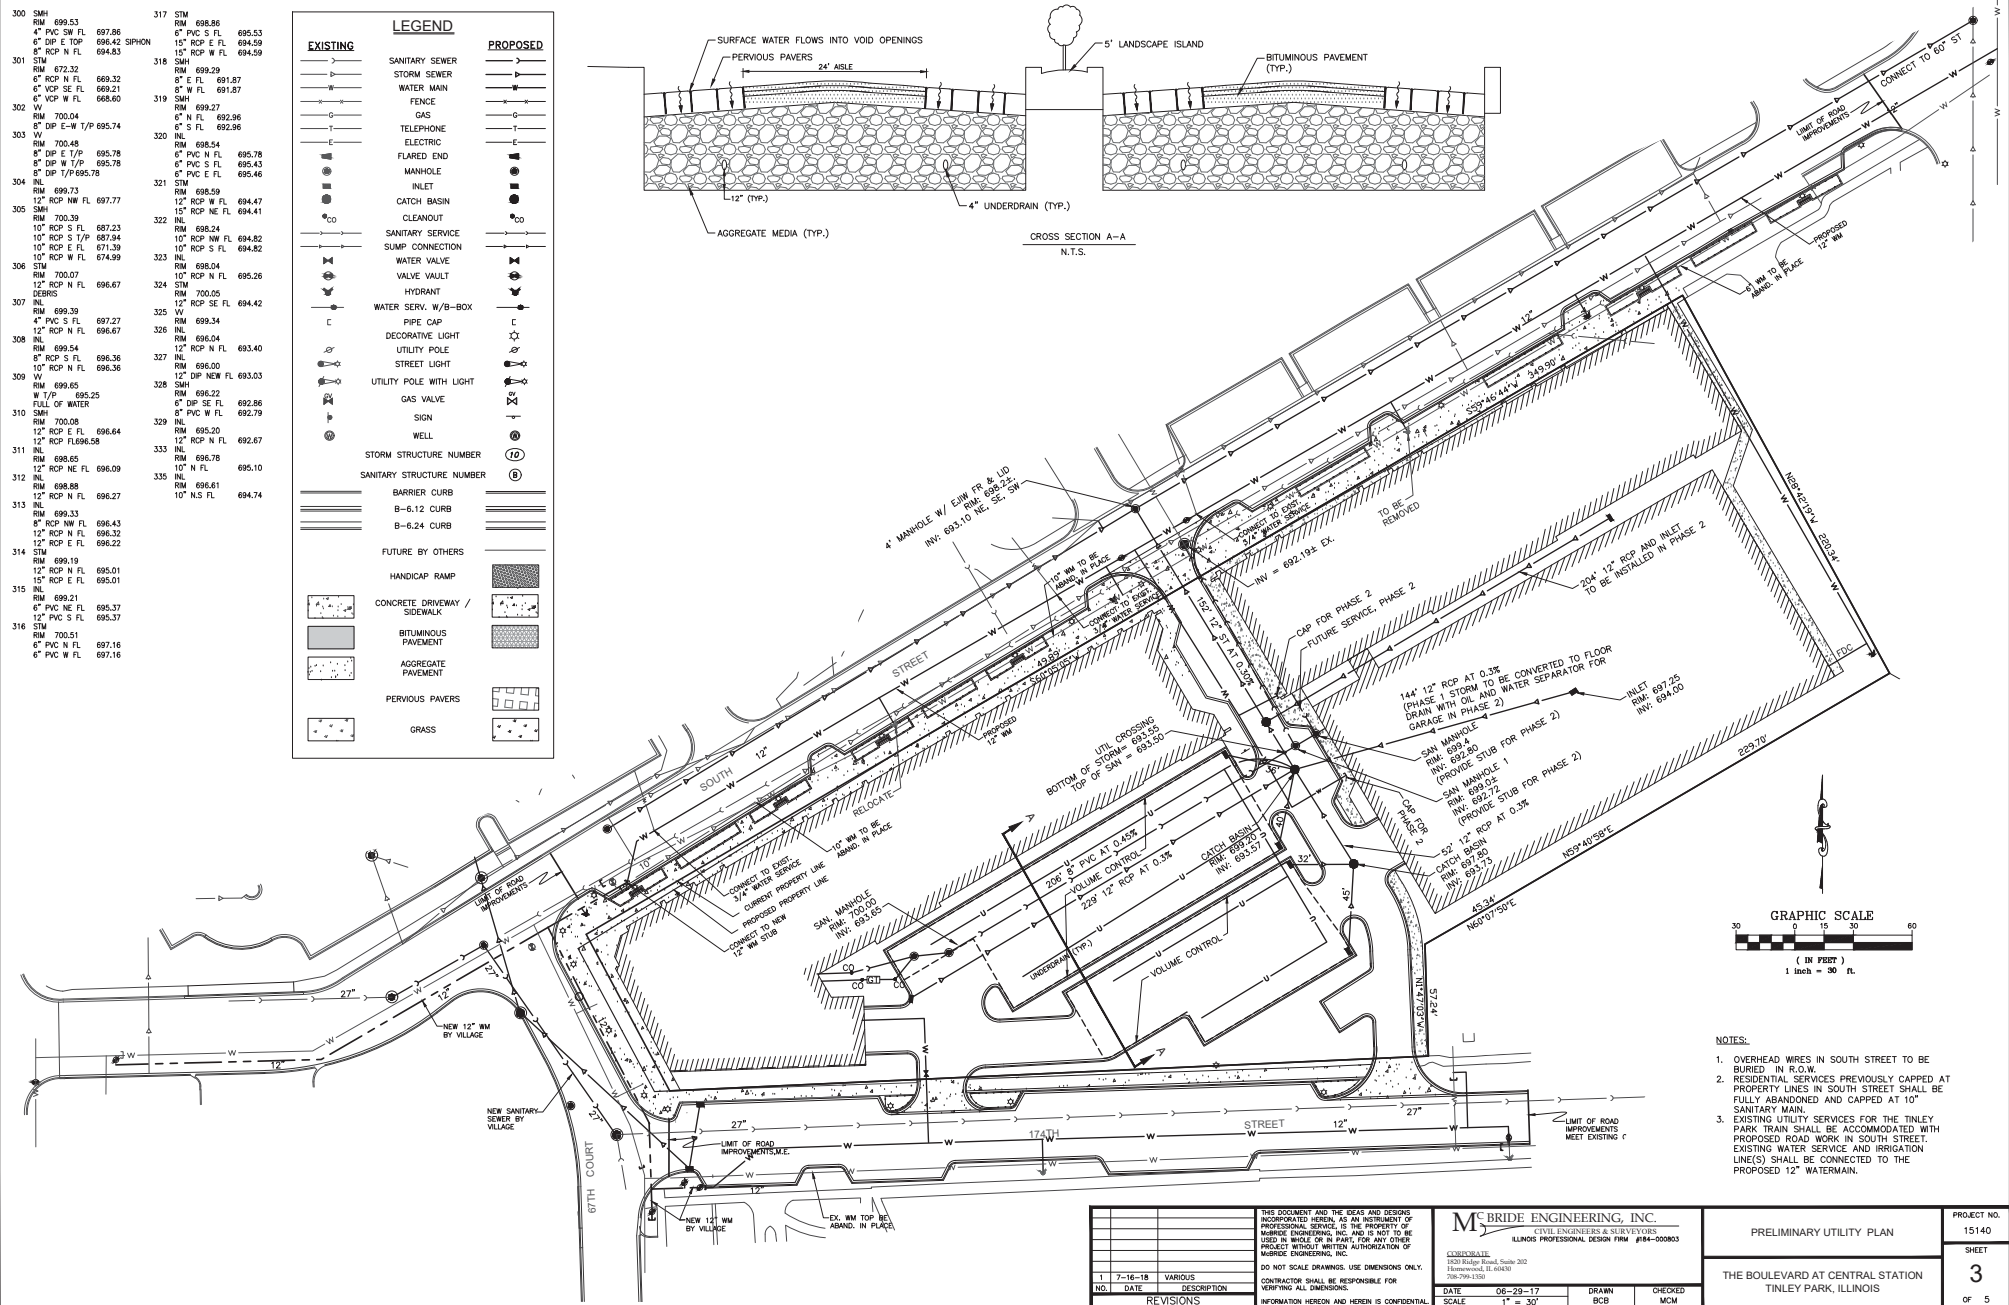 300 SMH
RIM 699.53
4" PVC SW FL 697.86
6" DIP E TOP 696.42 SIPHON
8" RCP N FL 694.83
301 STM
RIM 672.32
6" RCP N FL 669.32
6" VCP SE FL 669.21
6" VCP W FL 668.60
302 VV
RIM 700.04
8" DIP E-W T/P 695.74
303 VV
RIM 700.48
8" DIP E T/P 695.78
8" DIP W T/P 695.78
8" DIP T/P 695.78
304 INL
RIM 699.73
12" RCP NW FL 697.77
305 SMH
RIM 700.39
10" RCP S FL 687.23
10" RCP S T/P 687.94
10" RCP E FL 671.39
10" RCP W FL 674.99
306 STM
RIM 700.07
12" RCP N FL 696.67
DEBRIS
307 INL
RIM 699.39
4" PVC S FL 697.27
12" RCP N FL 696.67
308 INL
RIM 699.54
8" RCP S FL 696.36
10" RCP N FL 696.36
309 VV
RIM 699.65
W T/P 695.25
FULL OF WATER
310 SMH
RIM 700.08
12" RCP E FL 696.64
12" RCP FL696.58
311 INL
RIM 698.65
12" RCP NE FL 696.09
312 INL
RIM 698.88
12" RCP N FL 696.27
313 INL
RIM 699.33
8" RCP NW FL 696.43
12" RCP N FL 696.32
12" RCP E FL 696.22
314 STM
RIM 699.19
12" RCP N FL 695.01
15" RCP E FL 695.01
315 INL
RIM 699.21
6" PVC NE FL 695.37
12" PVC S FL 695.37
316 STM
RIM 700.51
6" PVC N FL 697.16
6" PVC W FL 697.16
317 STM
RIM 698.86
6" PVC S FL 695.53
15" RCP E FL 694.59
15" RCP W FL 694.59
318 SMH
RIM 699.29
8" E FL 691.87
8" W FL 691.87
319 SMH
RIM 699.27
6" N FL 692.96
6" S FL 692.96
320 INL
RIM 698.54
6" PVC N FL 695.78
6" PVC S FL 695.43
6" PVC E FL 695.46
321 STM
RIM 698.59
12" RCP W FL 694.47
15" RCP NE FL 694.41
322 INL
RIM 698.24
10" RCP NW FL 694.82
10" RCP S FL 694.82
323 INL
RIM 698.04
10" RCP N FL 695.26
324 STM
RIM 700.05
12" RCP SE FL 694.42
325 VV
RIM 699.34
326 INL
RIM 696.04
12" RCP N FL 693.40
327 INL
RIM 696.00
12" DIP NEW FL 693.03
328 SMH
RIM 696.22
6" DIP SE FL 692.86
8" PVC W FL 692.79
329 INL
RIM 695.20
12" RCP N FL 692.67
333 INL
RIM 696.78
10" N FL 695.10
335 INL
RIM 696.61
10" N.S FL 694.74
LEGEND
EXISTING PROPOSED
SANITARY SEWER
STORM SEWER
W WATER MAIN W
FENCE
G GAS G
T TELEPHONE T
E ELECTRIC E
FLARED END
MANHOLE
INLET
CATCH BASIN
CO CLEANOUT CO
SANITARY SERVICE
SUMP CONNECTION
WATER VALVE
VALVE VAULT
HYDRANT
WATER SERV. W/B-BOX
PIPE CAP
DECORATIVE LIGHT
UTILITY POLE
STREET LIGHT
UTILITY POLE WITH LIGHT
GV GAS VALVE GV
SIGN
W WELL W
STORM STRUCTURE NUMBER 10
SANITARY STRUCTURE NUMBER B
BARRIER CURB
B-6.12 CURB
B-6.24 CURB
FUTURE BY OTHERS
HANDICAP RAMP
CONCRETE DRIVEWAY /
SIDEWALK
BITUMINOUS
PAVEMENT
AGGREGATE
PAVEMENT
PERVIOUS PAVERS
GRASS
SURFACE WATER FLOWS INTO VOID OPENINGS
PERVIOUS PAVERS
24' AISLE
5' LANDSCAPE ISLAND
BITUMINOUS PAVEMENT
(TYP.)
12" (TYP.)
4" UNDERDRAIN (TYP.)
AGGREGATE MEDIA (TYP.)
CROSS SECTION A-A
N.T.S.
CONNECT TO 60" ST
12"
LIMIT OF ROAD
IMPROVEMENTS
PROPOSED
12" WM
6" WM TO BE
ABAND. IN PLACE
12"
S59°46'44"W 349.90'
N28°42'19"W 220.34'
TO BE
REMOVED
4' MANHOLE W/ EJIW FR & LID
RIM: 698.2±
INV: 693.10 NE, SE, SW
CONNECT TO EXIST.
3/4" WATER SERVICE
INV = 692.19± EX.
10" WM TO BE
ABAND. IN PLACE
CONNECT TO EXIST.
3/4" WATER SERVICE
204' 12" RCP AND INLET
TO BE INSTALLED IN PHASE 2
CAP FOR PHASE 2
FUTURE SERVICE, PHASE 2
152' 12" ST AT 0.30%
FDC
144' 12" RCP AT 0.3%
(PHASE 1 STORM TO BE CONVERTED TO FLOOR
DRAIN WITH OIL AND WATER SEPARATOR FOR
GARAGE IN PHASE 2)
INLET
RIM: 697.25
INV: 694.00
SAN MANHOLE
RIM: 699.4
INV: 692.80
(PROVIDE STUB FOR PHASE 2)
SAN MANHOLE 1
RIM: 699.0±
INV: 692.72
(PROVIDE STUB FOR PHASE 2)
229.70'
N59°40'58"E
52' 12" RCP AT 0.3%
CATCH BASIN
RIM: 697.80
INV: 693.73
CAP FOR
PHASE 2
45.34'
N60°07'50"E
57.24'
N1°47'03"W
STREET
SOUTH
12"
49.89'
S60°05'05"W
PROPOSED
12" WM
UTIL CROSSING
BOTTOM OF STORM= 693.55
TOP OF SAN = 693.50
RELOCATE
10" WM TO BE
ABAND. IN PLACE
10"
CONNECT TO EXIST
3/4" WATER SERVICE
CURRENT PROPERTY LINE
PROPOSED PROPERTY LINE
CONNECT TO NEW
12" WM STUB
LIMIT OF ROAD
IMPROVEMENTS
SAN. MANHOLE
RIM: 700.00
INV: 693.65
A
206' 8" PVC AT 0.45%
VOLUME CONTROL
229' 12" RCP AT 0.3%
CATCH BASIN
RIM: 699.20
INV: 693.57
40'
32'
45'
36'
UNDERDRAIN (TYP.)
VOLUME CONTROL
A
CO
GT
CO
CO
27"
12"
12"
27"
NEW 12" WM
BY VILLAGE
12"
NEW SANITARY
SEWER BY
VILLAGE
27"
67TH COURT
27"
LIMIT OF ROAD
IMPROVEMENTS,M.E.
174TH
STREET
12"
27"
LIMIT OF ROAD
IMPROVEMENTS
MEET EXISTING
12"
NEW 12" WM
BY VILLAGE
EX. WM TOP BE
ABAND. IN PLACE
GRAPHIC SCALE
30 0 15 30 60
( IN FEET )
1 inch = 30 ft.
NOTES:
1. OVERHEAD WIRES IN SOUTH STREET TO BE
BURIED IN R.O.W.
2. RESIDENTIAL SERVICES PREVIOUSLY CAPPED AT
PROPERTY LINES IN SOUTH STREET SHALL BE
FULLY ABANDONED AND CAPPED AT 10"
SANITARY MAIN.
3. EXISTING UTILITY SERVICES FOR THE TINLEY
PARK TRAIN SHALL BE ACCOMMODATED WITH
PROPOSED ROAD WORK IN SOUTH STREET.
EXISTING WATER SERVICE AND IRRIGATION
LINE(S) SHALL BE CONNECTED TO THE
PROPOSED 12" WATERMAIN.
1 7-16-18 VARIOUS
NO. DATE DESCRIPTION
REVISIONS
THIS DOCUMENT AND THE IDEAS AND DESIGNS
INCORPORATED HEREIN, AS AN INSTRUMENT OF
PROFESSIONAL SERVICE, IS THE PROPERTY OF
McBRIDE ENGINEERING, INC. AND IS NOT TO BE
USED IN WHOLE OR IN PART, FOR ANY OTHER
PROJECT WITHOUT WRITTEN AUTHORIZATION OF
McBRIDE ENGINEERING, INC.
DO NOT SCALE DRAWINGS. USE DIMENSIONS ONLY.
CONTRACTOR SHALL BE RESPONSIBLE FOR
VERIFYING ALL DIMENSIONS.
INFORMATION HEREON AND HEREIN IS CONFIDENTIAL.
McBRIDE ENGINEERING, INC.
CIVIL ENGINEERS & SURVEYORS
ILLINOIS PROFESSIONAL DESIGN FIRM #184-000803
CORPORATE
1820 Ridge Road, Suite 202
Homewood, IL 60430
708-799-1350
DATE 06-29-17 DRAWN CHECKED
SCALE 1" = 30' BCB MCM
PRELIMINARY UTILITY PLAN
THE BOULEVARD AT CENTRAL STATION
TINLEY PARK, ILLINOIS
PROJECT NO.
15140
SHEET
3
OF 5